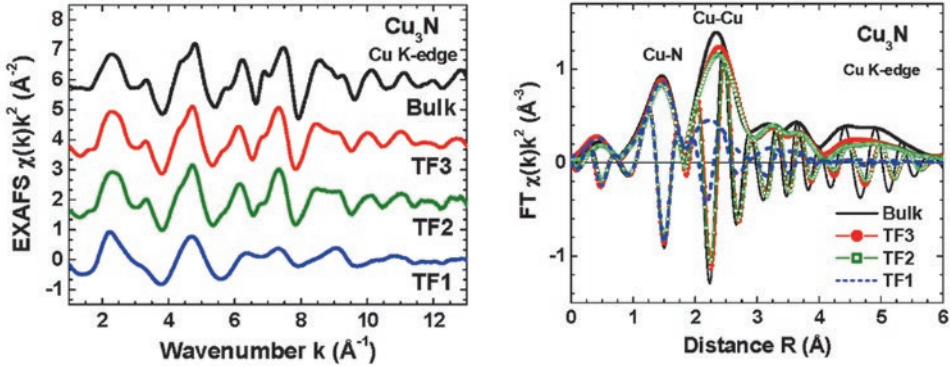 Cu₃N
Cu K-edge
Bulk
TF3
TF2
TF1
EXAFS χ(k)k² (Å⁻²)
8
7
6
5
4
3
2
1
0
-1
2
4
6
8
10
12
Wavenumber k (Å⁻¹)
Cu-Cu
Cu-N
Cu₃N
Cu K-edge
FT χ(k)k² (Å⁻³)
1
0
-1
Bulk
TF3
TF2
TF1
0
1
2
3
4
5
6
Distance R (Å)